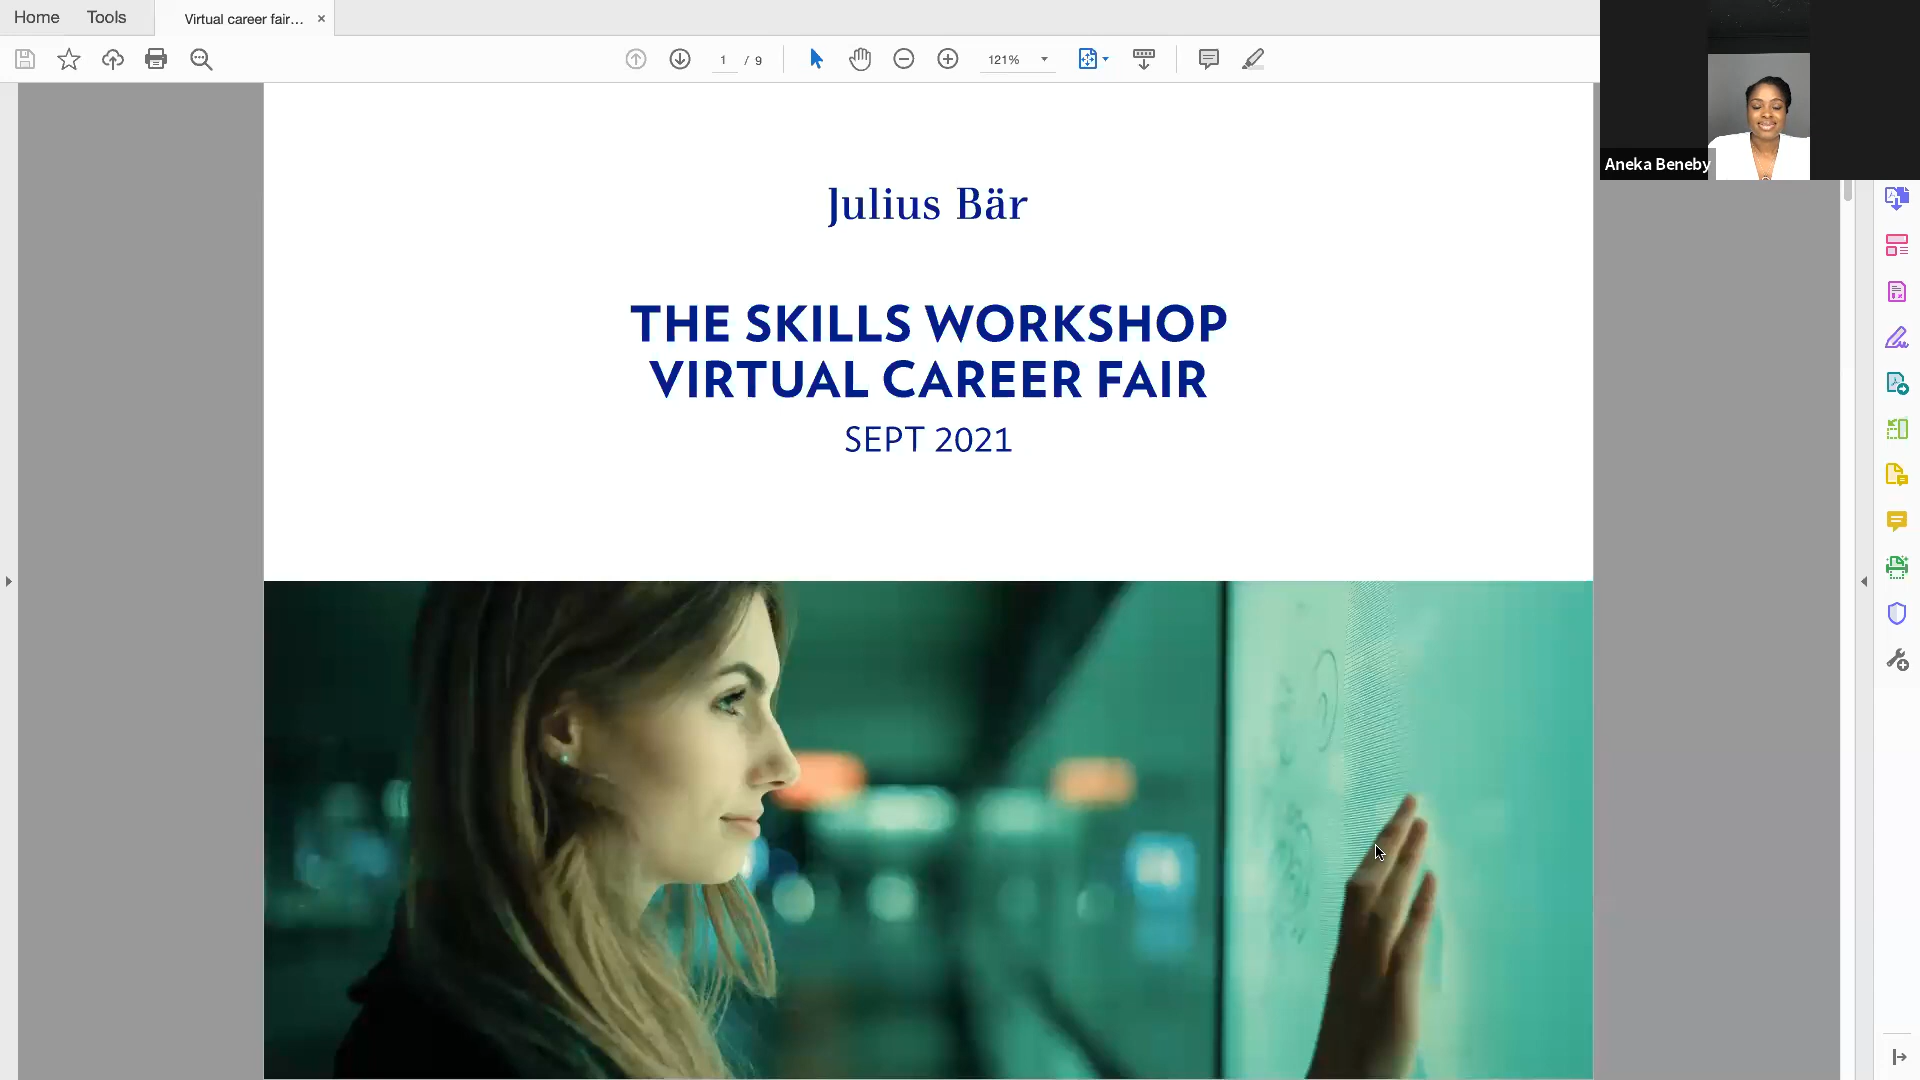 Home
Tools
Virtual career fair...
1 / 9
121%
Aneka Beneby
Julius Bär
THE SKILLS WORKSHOP
VIRTUAL CAREER FAIR
SEPT 2021